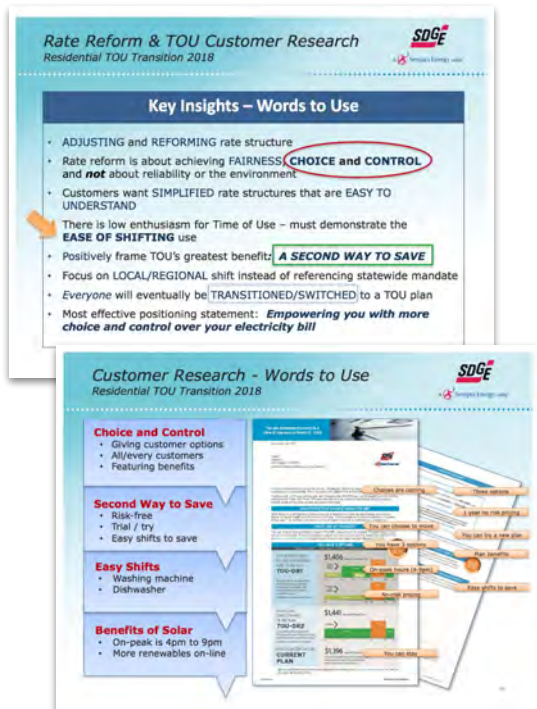 Rate Reform & TOU Customer Research
Residential TOU Transition 2018
SDGE
A Sempra Energy utility
Key Insights – Words to Use
• ADJUSTING and REFORMING rate structure
• Rate reform is about achieving FAIRNESS, CHOICE and CONTROL
and not about reliability or the environment
• Customers want SIMPLIFIED rate structures that are EASY TO
UNDERSTAND
There is low enthusiasm for Time of Use – must demonstrate the
EASE OF SHIFTING use
• Positively frame TOU's greatest benefit: A SECOND WAY TO SAVE
• Focus on LOCAL/REGIONAL shift instead of referencing statewide mandate
• Everyone will eventually be TRANSITIONED/SWITCHED to a TOU plan
• Most effective positioning statement: Empowering you with more
choice and control over your electricity bill
Customer Research - Words to Use
Residential TOU Transition 2018
SDGE
Choice and Control
• Giving customer options
• All/every customers
• Featuring benefits
Second Way to Save
• Risk-free
• Trial / try
• Easy shifts to save
Easy Shifts
• Washing machine
• Dishwasher
Benefits of Solar
• On-peak is 4pm to 9pm
• More renewables on-line
Choices are coming
Three options
1 year no risk pricing
You can choose to move
You can try a new plan
You have 3 options
Plan benefits
On-peak hours (4-9pm)
Easy shifts to save
No-risk pricing
You can stay
$1,406
TOU-DR1
$1,441
TOU-DR2
$1,396
CURRENT
PLAN